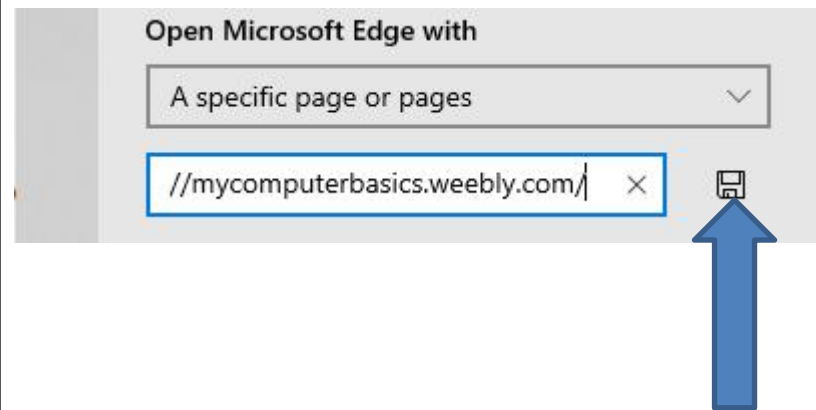 Open Microsoft Edge with
A specific page or pages
//mycomputerbasics.weebly.com/